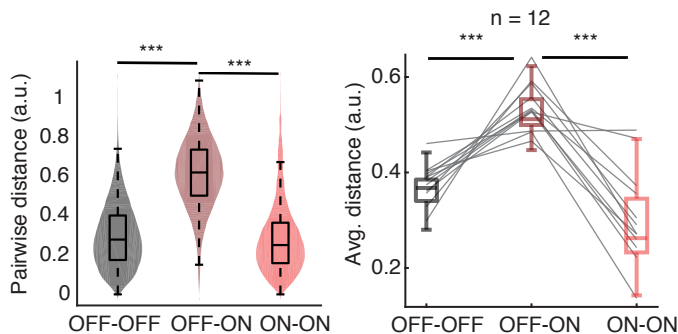 n = 12
*** ***
*** ***
Pairwise distance (a.u.)
1
0.8
0.6
0.4
0.2
0
OFF-OFF OFF-ON ON-ON
Avg. distance (a.u.)
0.6
0.4
0.2
OFF-OFF OFF-ON ON-ON